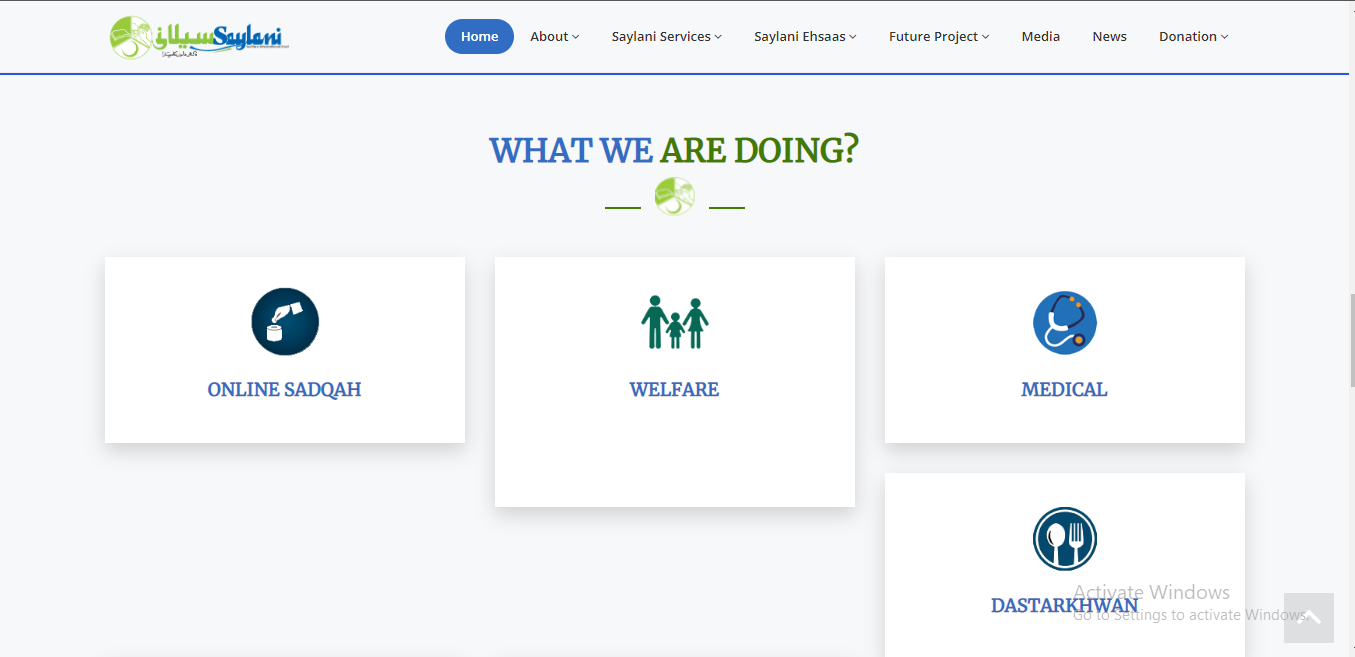 سیلانی Saylani
Home About Saylani Services Saylani Ehsaas Future Project Media News Donation
WHAT WE ARE DOING?
ONLINE SADQAH
WELFARE
MEDICAL
DASTARKHWAN
Activate Windows
Go to Settings to activate Windows.